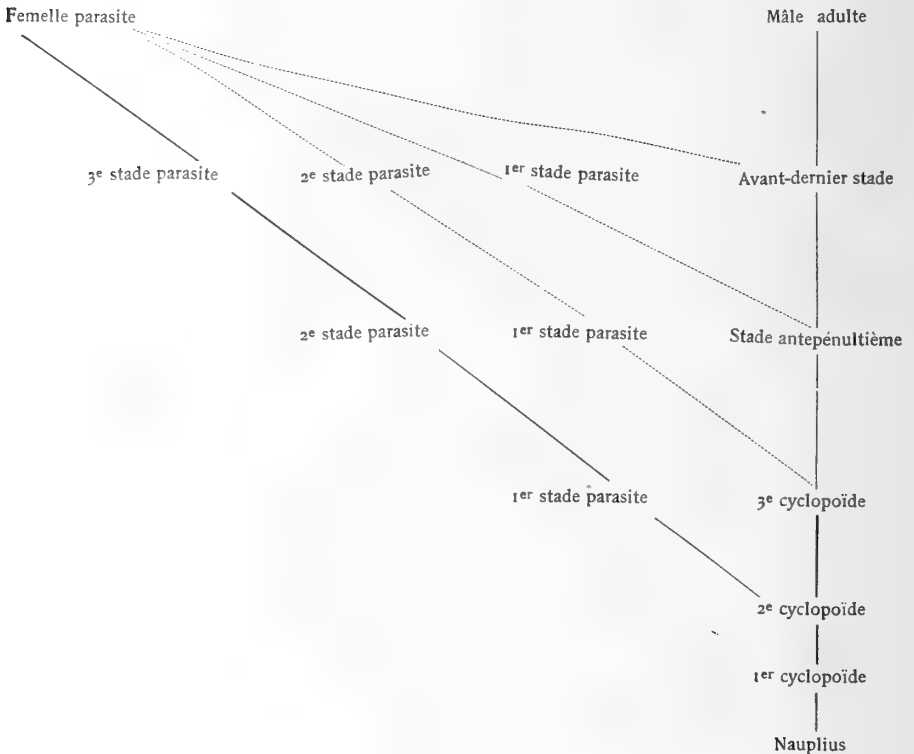 Femelle parasite
Mâle adulte
3e stade parasite
2e stade parasite
1er stade parasite
Avant-dernier stade
2e stade parasite
1er stade parasite
Stade antepénultième
1er stade parasite
3e cyclopoïde
2e cyclopoïde
1er cyclopoïde
Nauplius